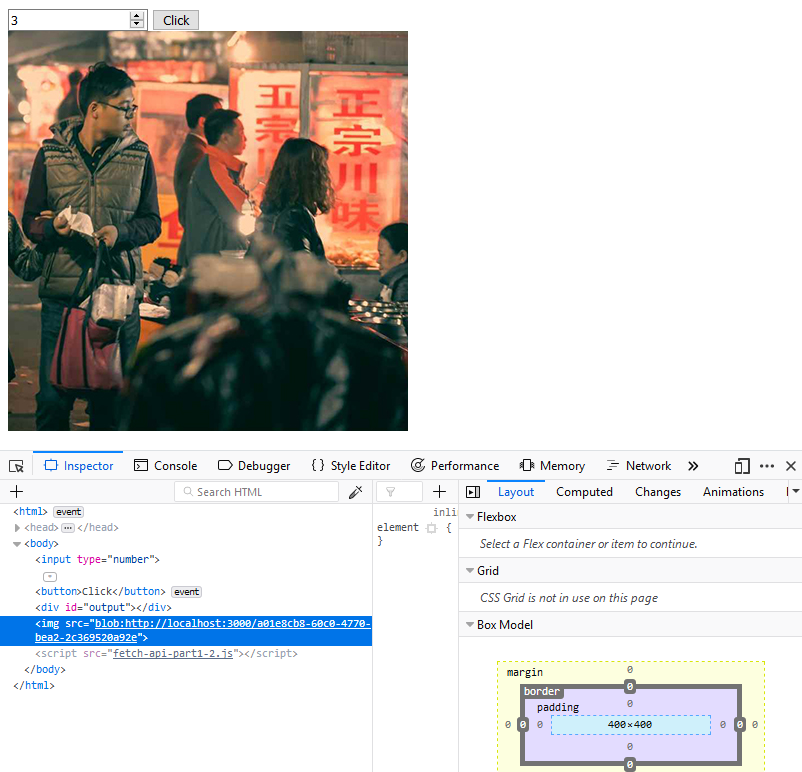 3 Click
五 正
宗 宗
川 川
味
Inspector Console Debugger { } Style Editor Performance Memory Network »
+ Search HTML + Layout Computed Changes Animations
<html> event
<head> ••• </head>
<body>
<input type="number">
<button>Click</button> event
<div id="output"></div>
<img src="blob:http://localhost:3000/a01e8cb8-60c0-4770-
bea2-2c369520a92e">
<script src="fetch-api-part1-2.js"></script>
</body>
</html>
inli
element {
}
Flexbox
Select a Flex container or item to continue.
Grid
CSS Grid is not in use on this page
Box Model
margin 0
border 0
padding 0
0 0 0 400×400 0 0 0
0
0